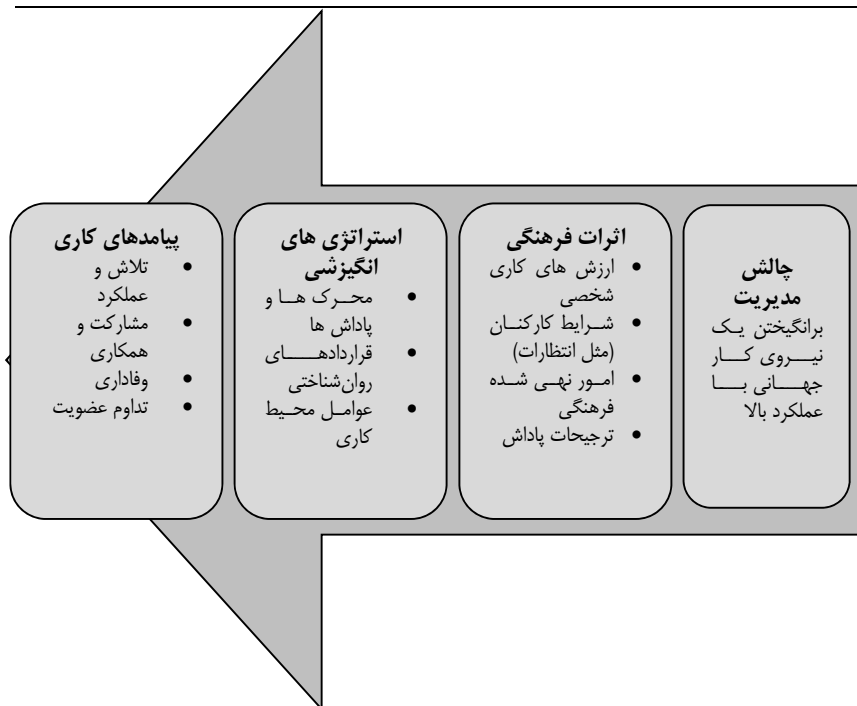 چالش
مدیریت
برانگیختن یک
نیروی کار
جهانی با
عملکرد بالا
اثرات فرهنگی
• ارزش های کاری
شخصی
• شرایط کارکنان
(مثل انتظارات)
• امور نهی شده
فرهنگی
• ترجیحات پاداش
استراتژی های
انگیزشی
• محرک ها و
پاداش ها
• قراردادهای
روان‌شناختی
• عوامل محیط
کاری
پیامدهای کاری
• تلاش و
عملکرد
• مشارکت و
همکاری
• وفاداری
• تداوم عضویت